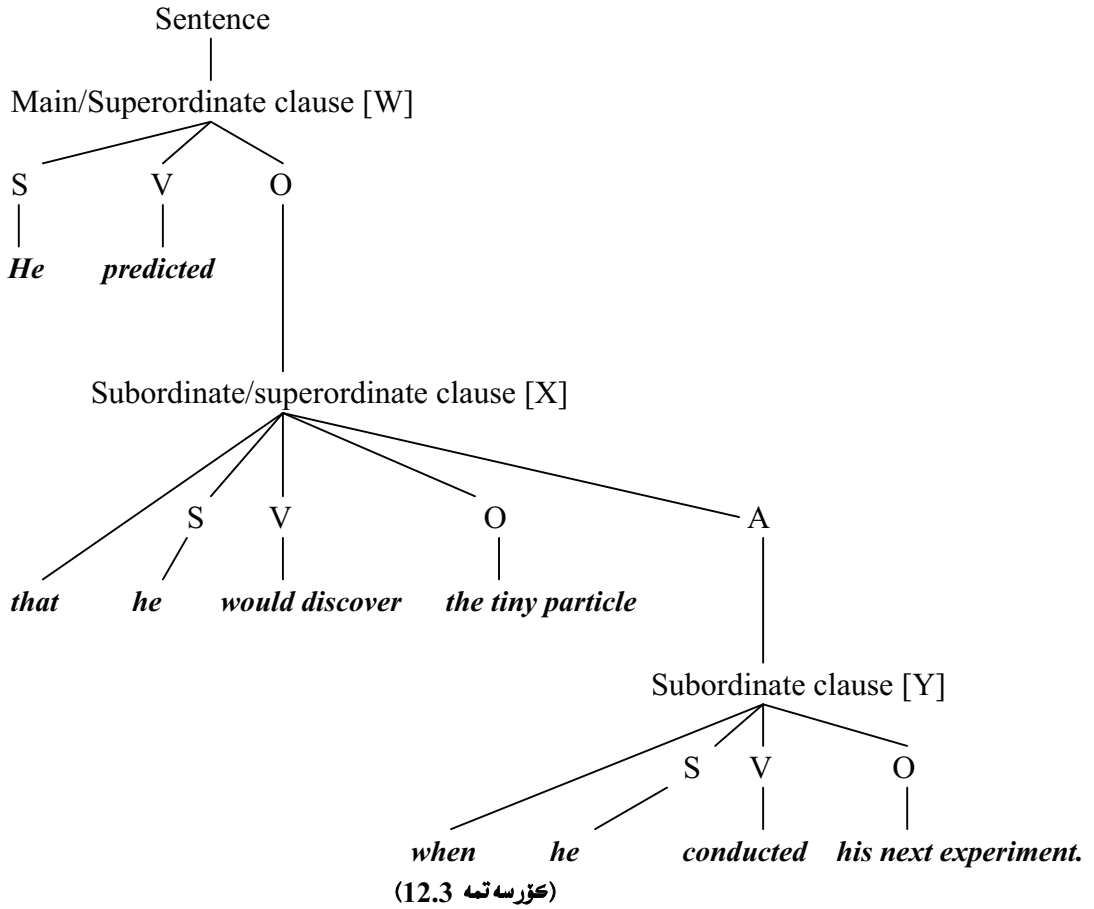 Sentence
Main/Superordinate clause [W]
S V O
He predicted
Subordinate/superordinate clause [X]
S V O A
that he would discover the tiny particle
Subordinate clause [Y]
S V O
when he conducted his next experiment.
(كۆرسەتمە 12.3)